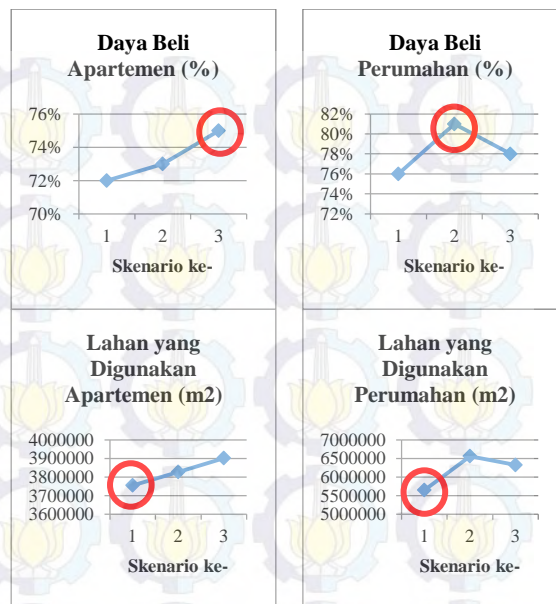 Daya Beli
Apartemen (%)
76%
74%
72%
70%
1 2 3
Skenario ke-
Daya Beli
Perumahan (%)
82%
80%
78%
76%
74%
72%
1 2 3
Skenario ke-
Lahan yang
Digunakan
Apartemen (m2)
4000000
3900000
3800000
3700000
3600000
1 2 3
Skenario ke-
Lahan yang
Digunakan
Perumahan (m2)
7000000
6500000
6000000
5500000
5000000
1 2 3
Skenario ke-